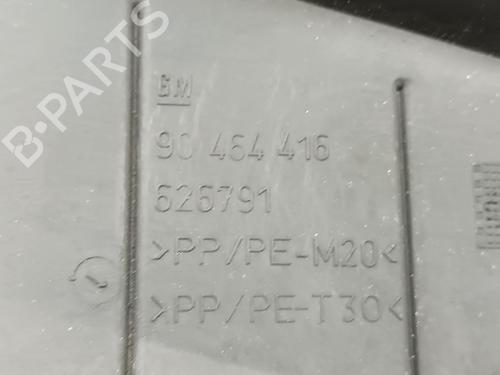 B-PARTS
GM
90 464 416
626791
>PP/PE-M20<
>PP/PE-T30<